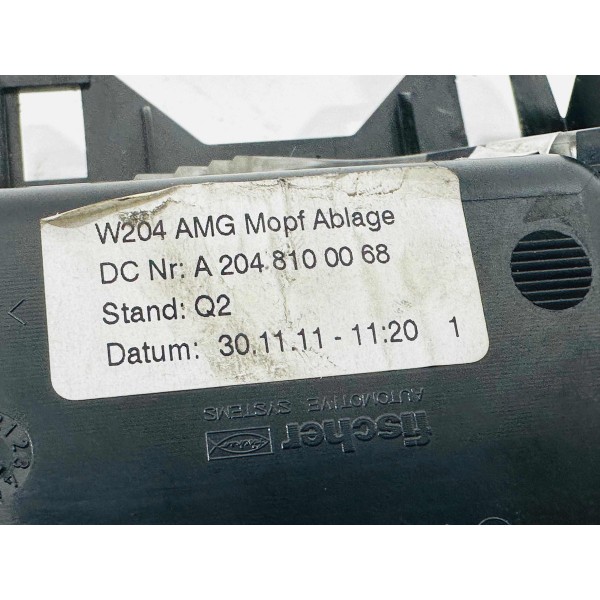 W204 AMG Mopf Ablage
DC Nr: A 204 810 00 68
Stand: Q2
Datum: 30.11.11 - 11:20 1
fischer
AUTOMOTIVE SYSTEMS